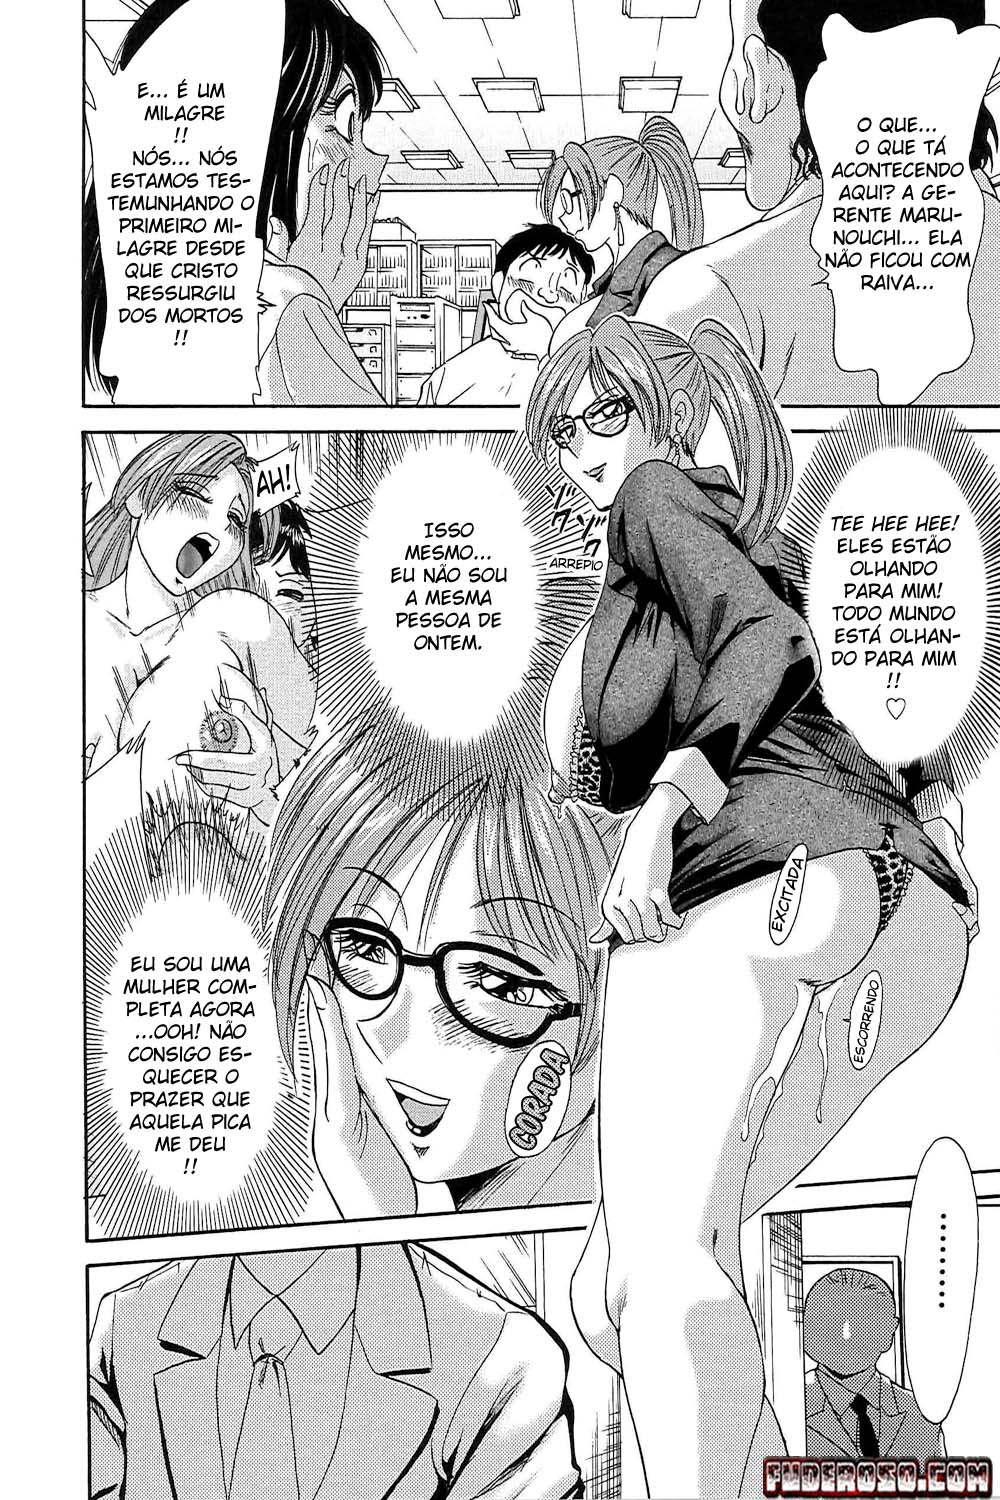 O QUE...
O QUE TÁ
ACONTECENDO
AQUI? A GE-
RENTE MARU-
NOUCHI... ELA
NÃO FICOU COM
RAIVA...
E... É UM
MILAGRE
!!
NÓS... NÓS
ESTAMOS TES-
TEMUNHANDO O
PRIMEIRO MI-
LAGRE DESDE
QUE CRISTO
RESSURGIU
DOS MORTOS
!!
TEE HEE HEE!
ELES ESTÃO
OLHANDO
PARA MIM!
TODO MUNDO
ESTÁ OLHAN-
DO PARA MIM
!!
♡
ゾクゾク
ARREPIO
ISSO
MESMO...
EU NÃO SOU
A MESMA
PESSOA DE
ONTEM.
AH!
EXCITADA
ESCORRENDO
CORADA
EU SOU UMA
MULHER COM-
PLETA AGORA
...OOH! NÃO
CONSIGO ES-
QUECER O
PRAZER QUE
AQUELA PICA
ME DEU
!!
.........
FUDEROSO.COM